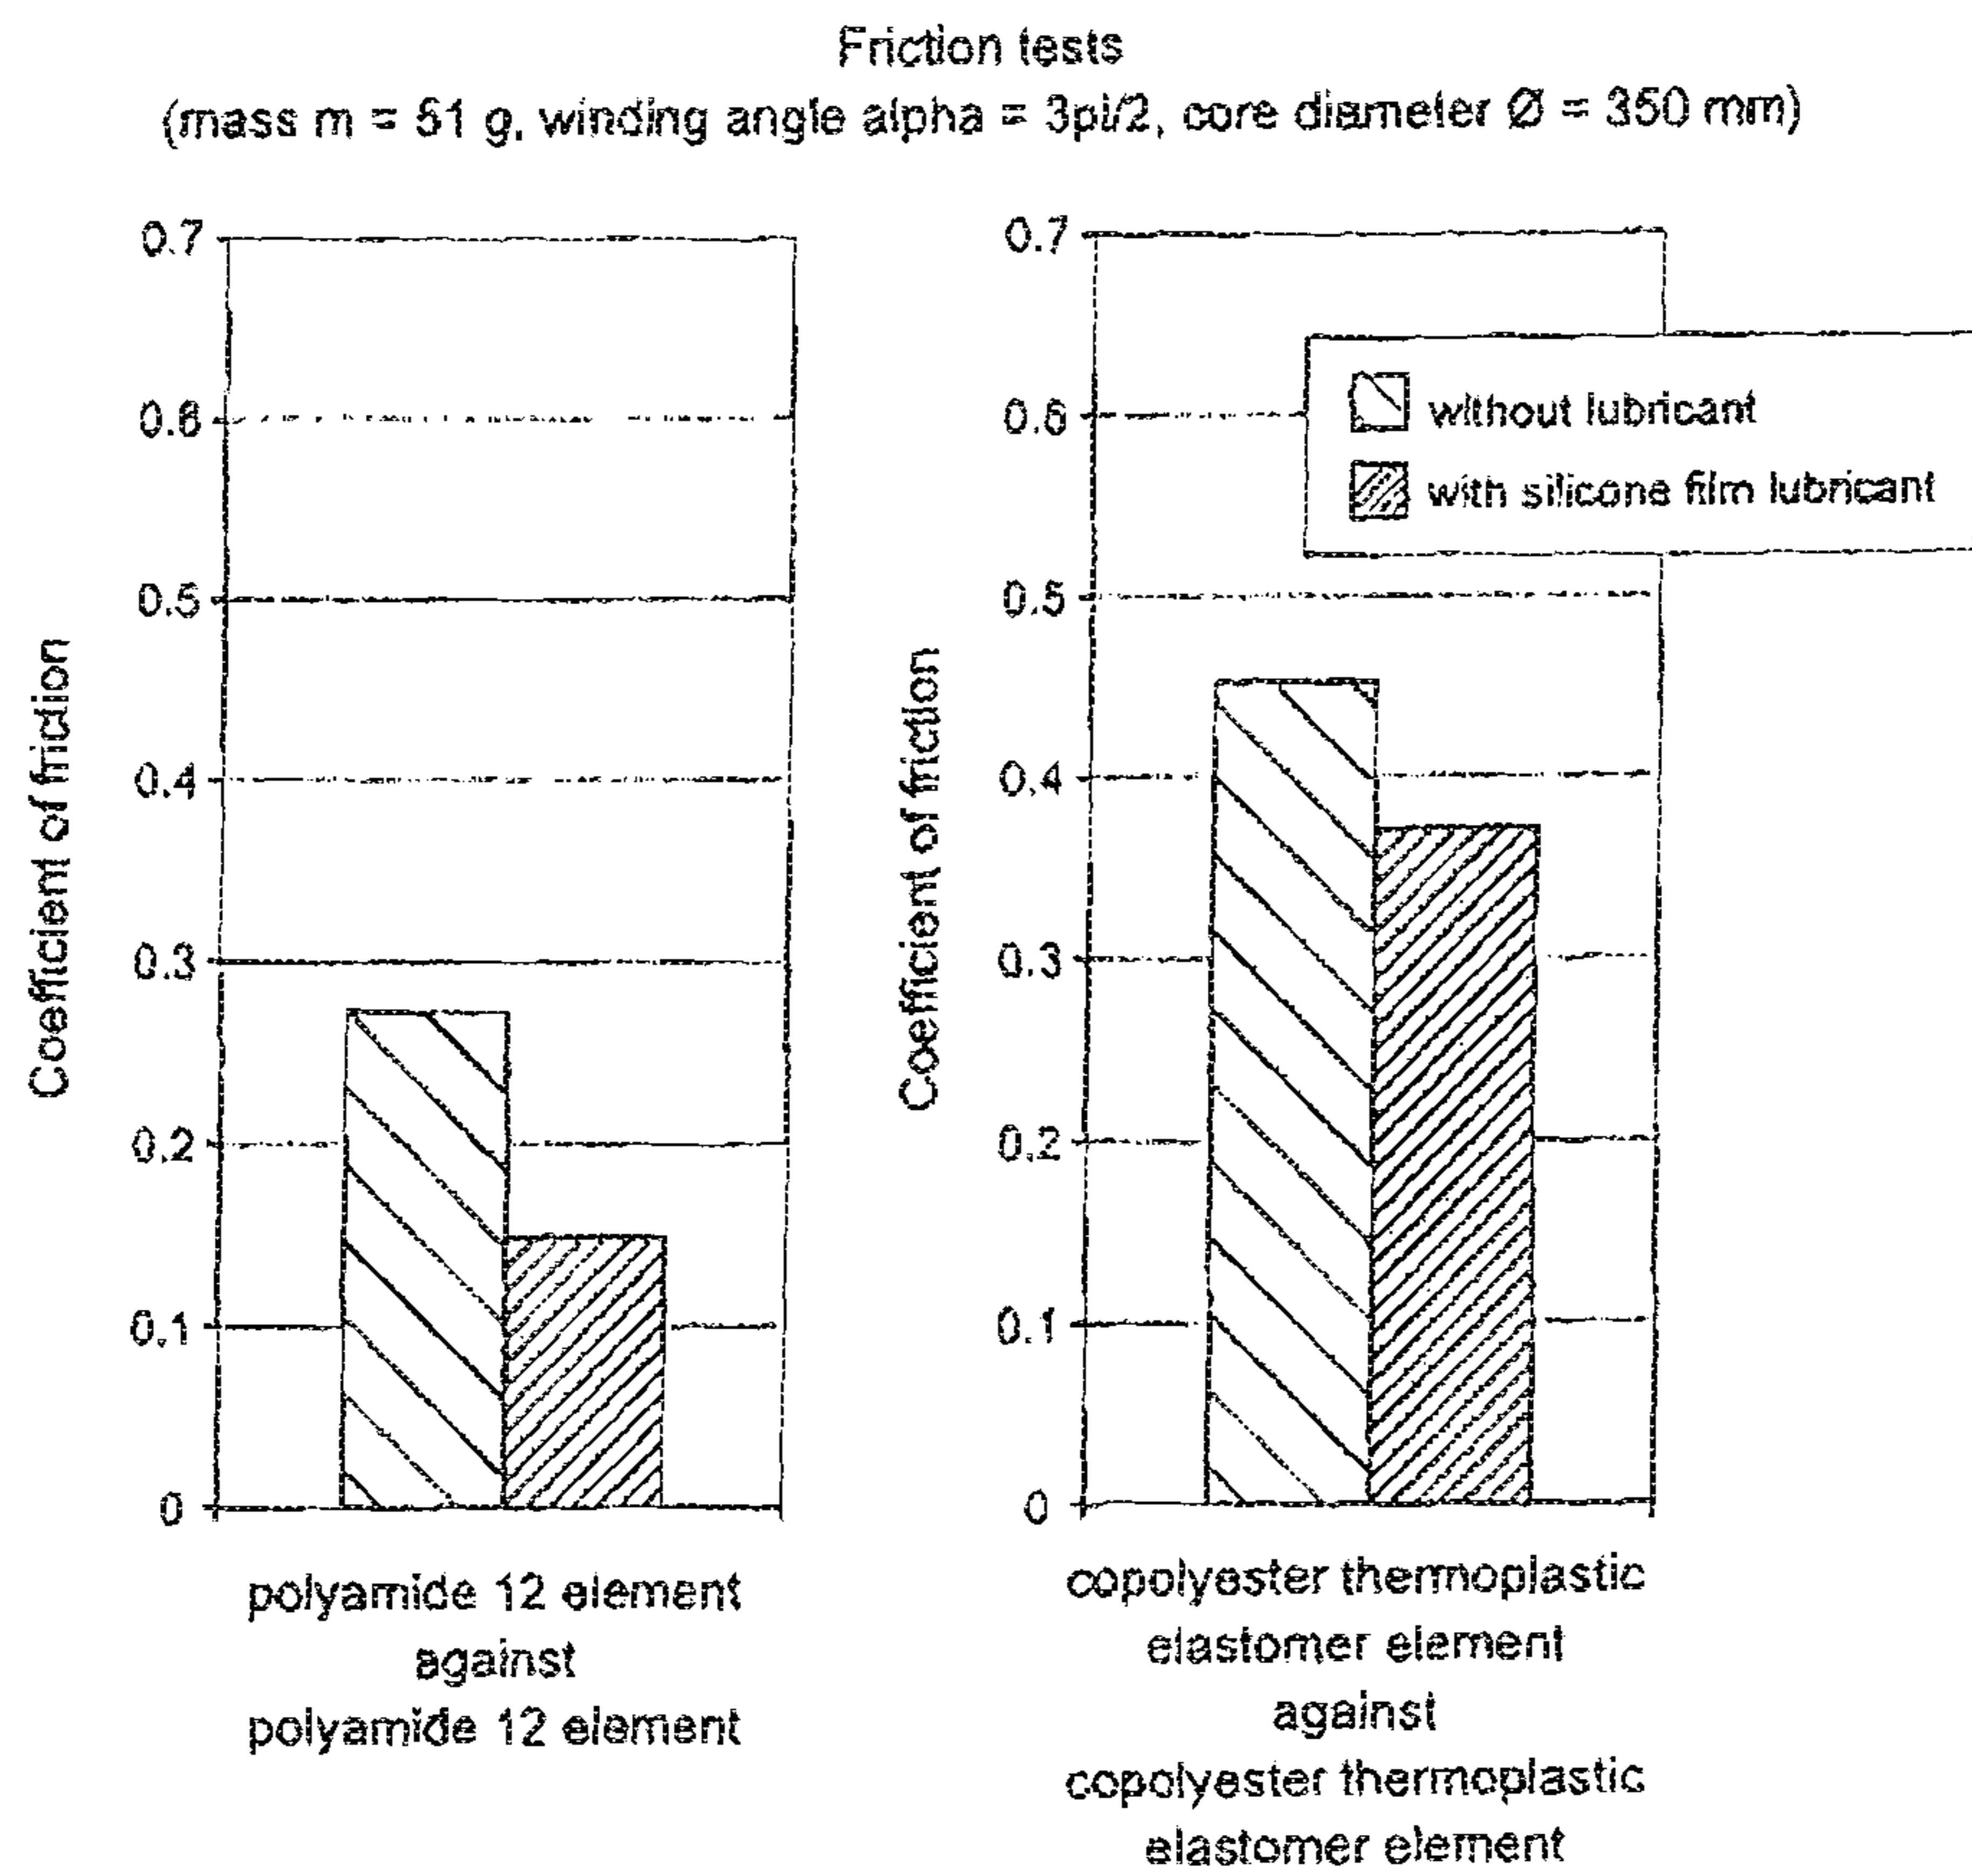 Friction tests
(mass m = 51 g, winding angle alpha = 3pi/2, core diameter Ø = 350 mm)
Coefficient of friction
0.7
0.6
0.5
0.4
0.3
0.2
0.1
0
polyamide 12 element
against
polyamide 12 element
Coefficient of friction
0.7
0.6
0.5
0.4
0.3
0.2
0.1
0
without lubricant
with silicone film lubricant
copolyester thermoplastic
elastomer element
against
copolyester thermoplastic
elastomer element